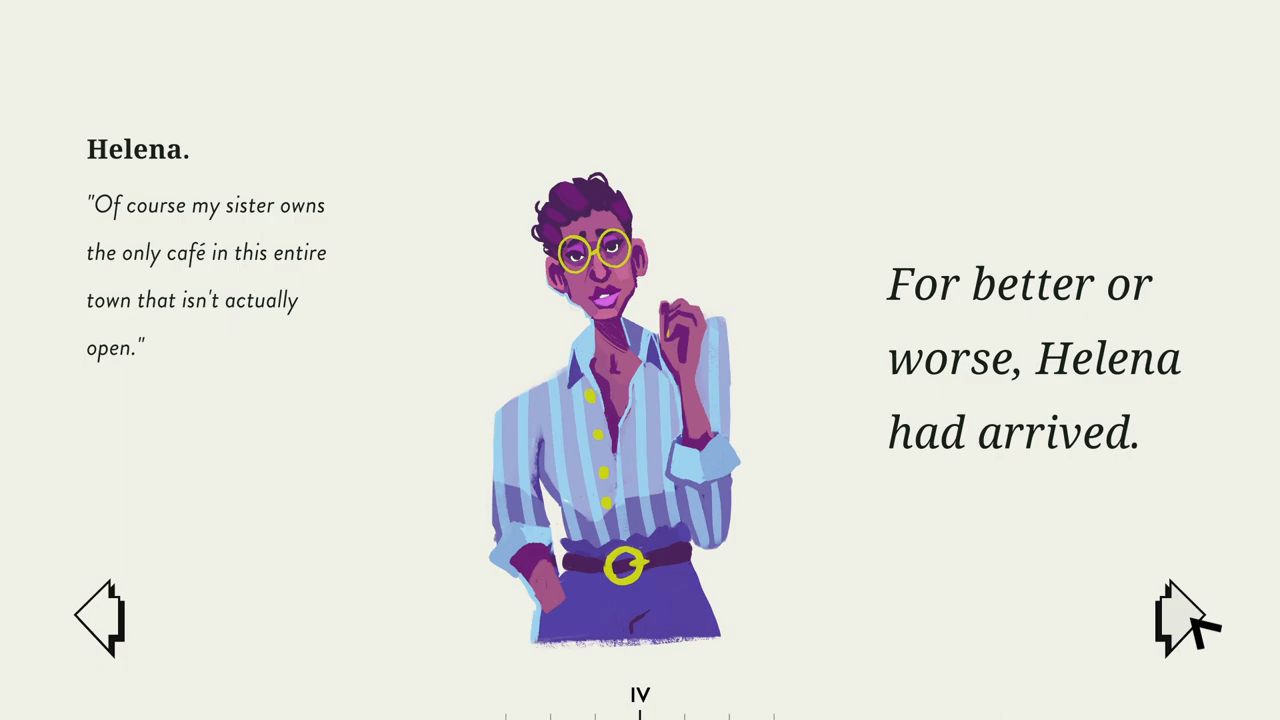 Helena.
"Of course my sister owns
the only café in this entire
town that isn't actually
open."
For better or
worse, Helena
had arrived.
IV